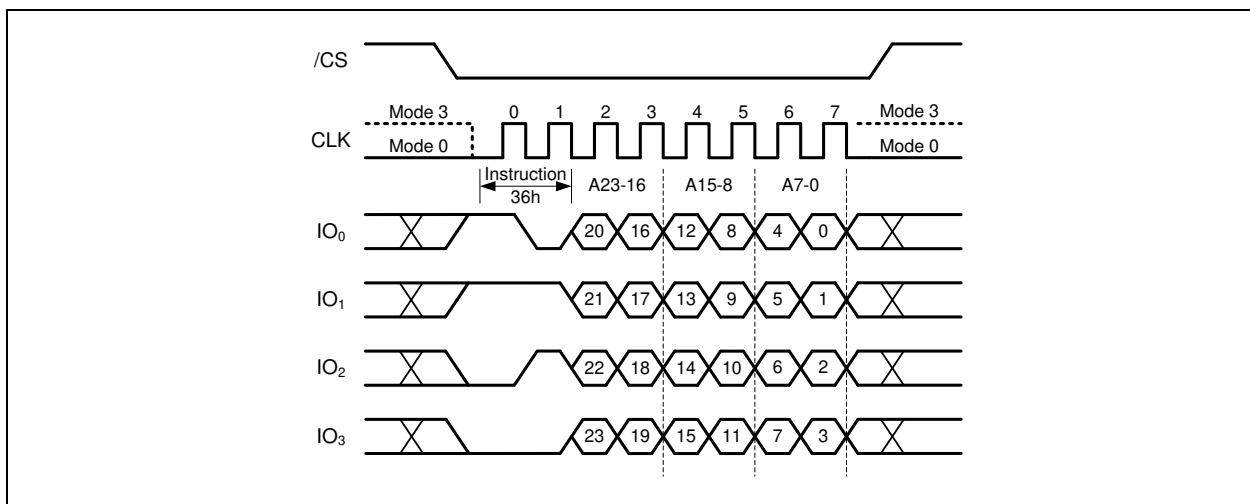 /CS
Mode 3 0 1 2 3 4 5 6 7 Mode 3
CLK
Mode 0 Mode 0
Instruction
36h
A23-16 A15-8 A7-0
IO0 20 16 12 8 4 0
IO1 21 17 13 9 5 1
IO2 22 18 14 10 6 2
IO3 23 19 15 11 7 3